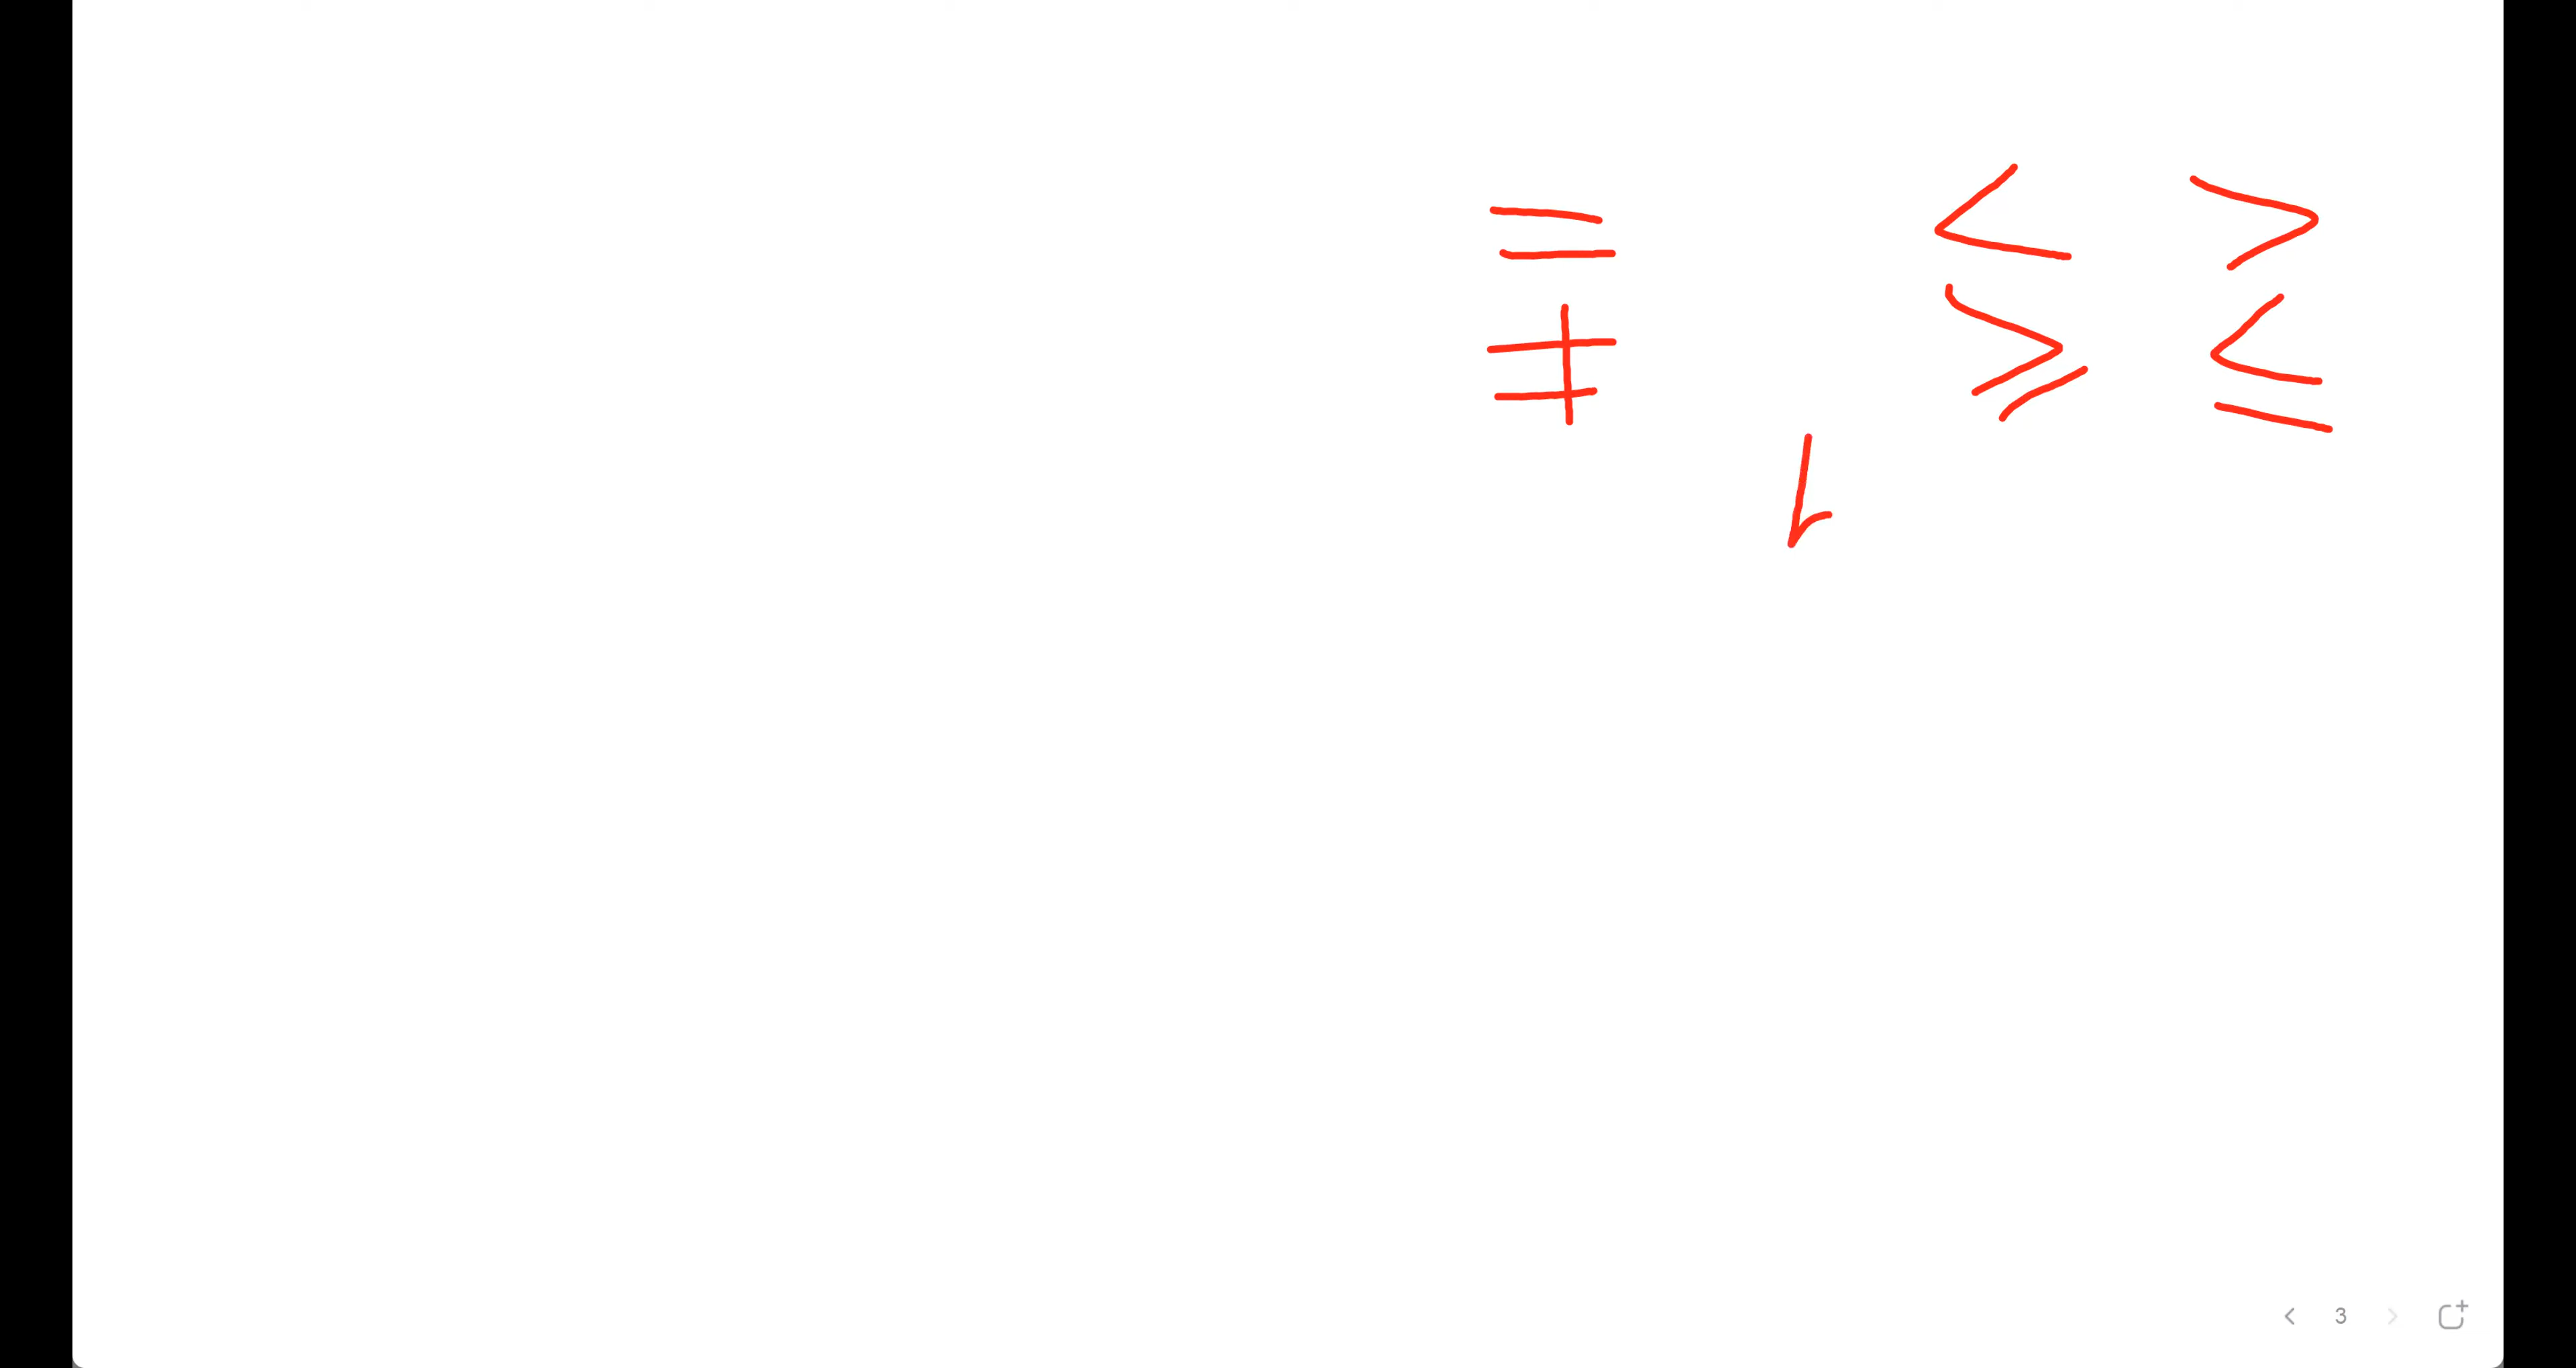 = < >
≠ ⩾ ≤
3